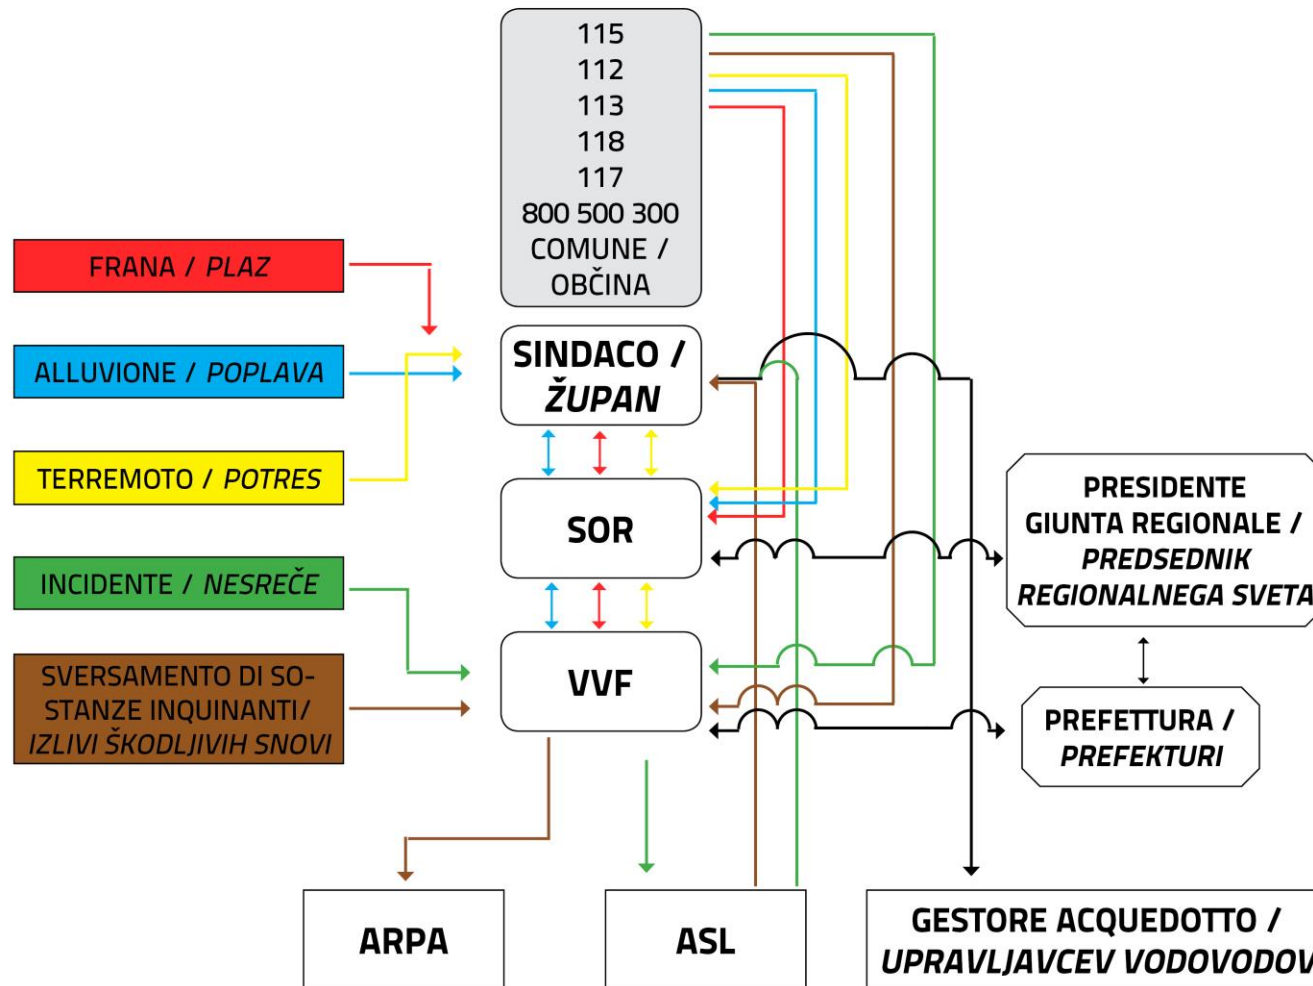 115
112
113
118
117
800 500 300
COMUNE /
OBČINA
FRANA / PLAZ
ALLUVIONE / POPLAVA
TERREMOTO / POTRES
INCIDENTE / NESREČE
SVERSAMENTO DI SO-
STANZE INQUINANTI/
IZLIVI ŠKODLJIVIH SNOVI
SINDACO /
ŽUPAN
SOR
VVF
PRESIDENTE
GIUNTA REGIONALE /
PREDSEDNIK
REGIONALNEGA SVETA
PREFETTURA /
PREFEKTURI
ARPA
ASL
GESTORE ACQUEDOTTO /
UPRAVLJAVCEV VODOVODOV